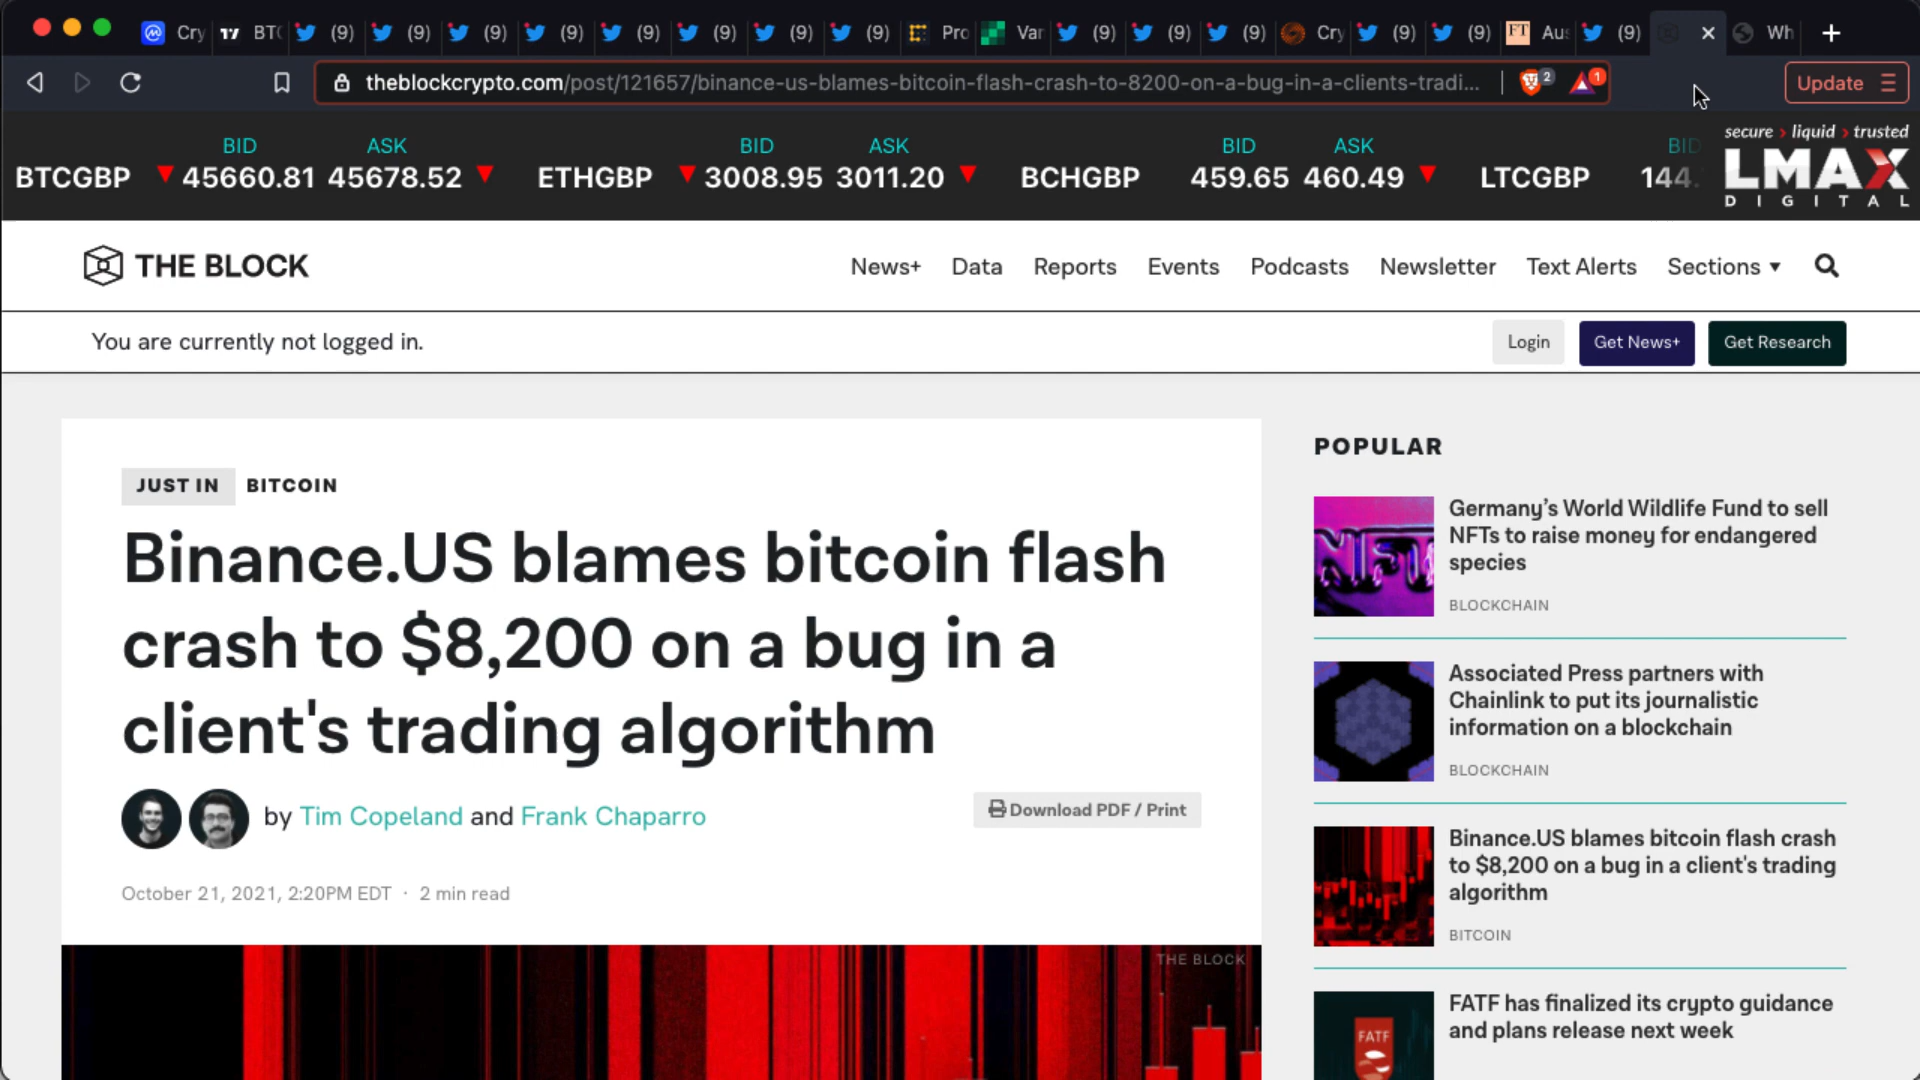 Cry BTC (9) (9) (9) (9) (9) (9) (9) (9) Pro Var (9) (9) (9) Cry (9) (9) FT Aus (9) Wh
theblockcrypto.com/post/121657/binance-us-blames-bitcoin-flash-crash-to-8200-on-a-bug-in-a-clients-tradi... 2 1 Update
BID ASK BID ASK BID ASK BID
BTCGBP 45660.81 45678.52 ETHGBP 3008.95 3011.20 BCHGBP 459.65 460.49 LTCGBP 144.
secure › liquid › trusted
LMAX
DIGITAL
THE BLOCK
News+ Data Reports Events Podcasts Newsletter Text Alerts Sections
You are currently not logged in.
Login Get News+ Get Research
JUST IN BITCOIN
Binance.US blames bitcoin flash
crash to $8,200 on a bug in a
client's trading algorithm
by Tim Copeland and Frank Chaparro
Download PDF / Print
October 21, 2021, 2:20PM EDT · 2 min read
THE BLOCK
POPULAR
NFT
Germany’s World Wildlife Fund to sell
NFTs to raise money for endangered
species
BLOCKCHAIN
Associated Press partners with
Chainlink to put its journalistic
information on a blockchain
BLOCKCHAIN
Binance.US blames bitcoin flash crash
to $8,200 on a bug in a client's trading
algorithm
BITCOIN
FATF
FATF has finalized its crypto guidance
and plans release next week